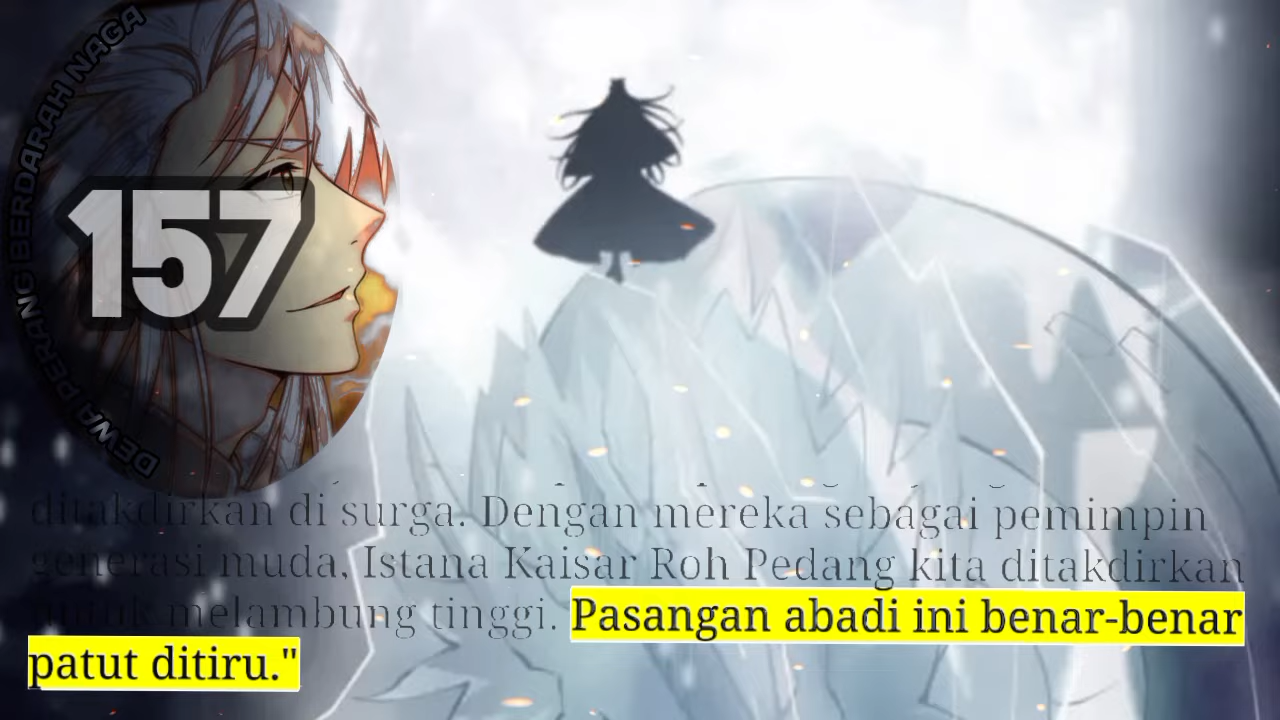 DEWA PERANG BERDARAH NAGA
157
ditakdirkan di surga. Dengan mereka sebagai pemimpin
generasi muda, Istana Kaisar Roh Pedang kita ditakdirkan
untuk melambung tinggi. Pasangan abadi ini benar-benar
patut ditiru."